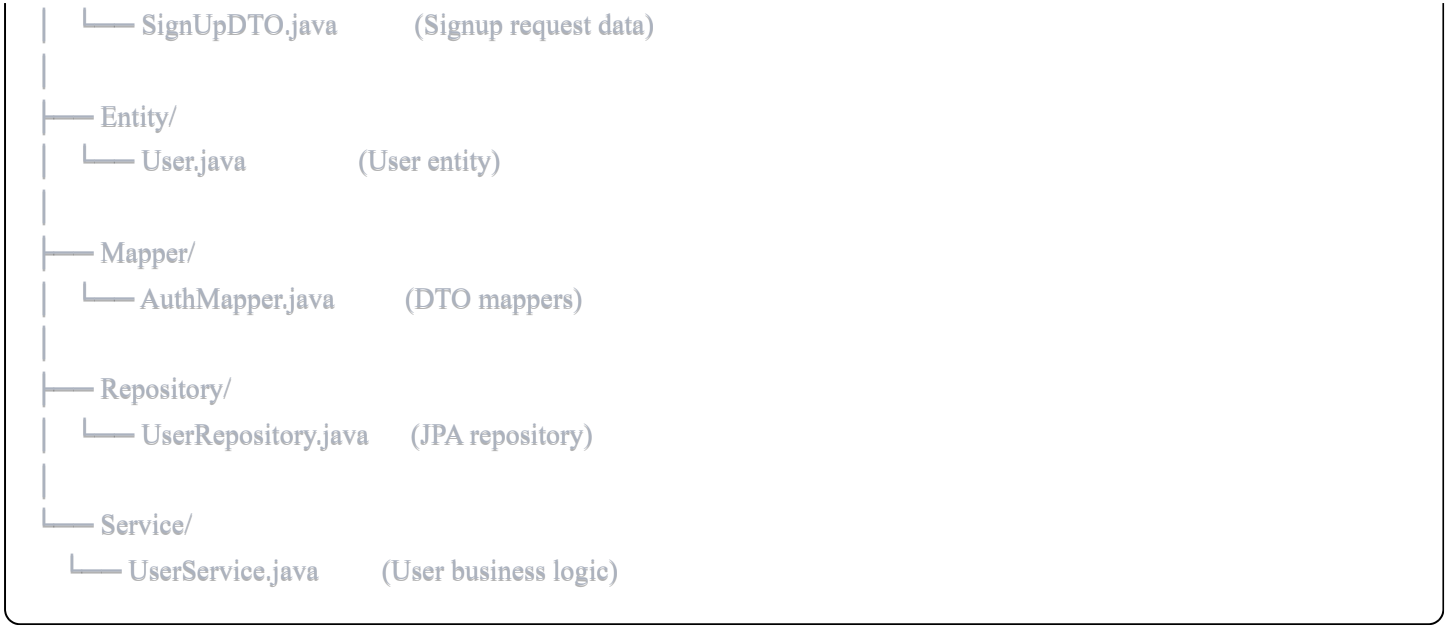 │   └── SignUpDTO.java          (Signup request data)
│
├── Entity/
│   └── User.java               (User entity)
│
├── Mapper/
│   └── AuthMapper.java         (DTO mappers)
│
├── Repository/
│   └── UserRepository.java     (JPA repository)
│
└── Service/
    └── UserService.java        (User business logic)